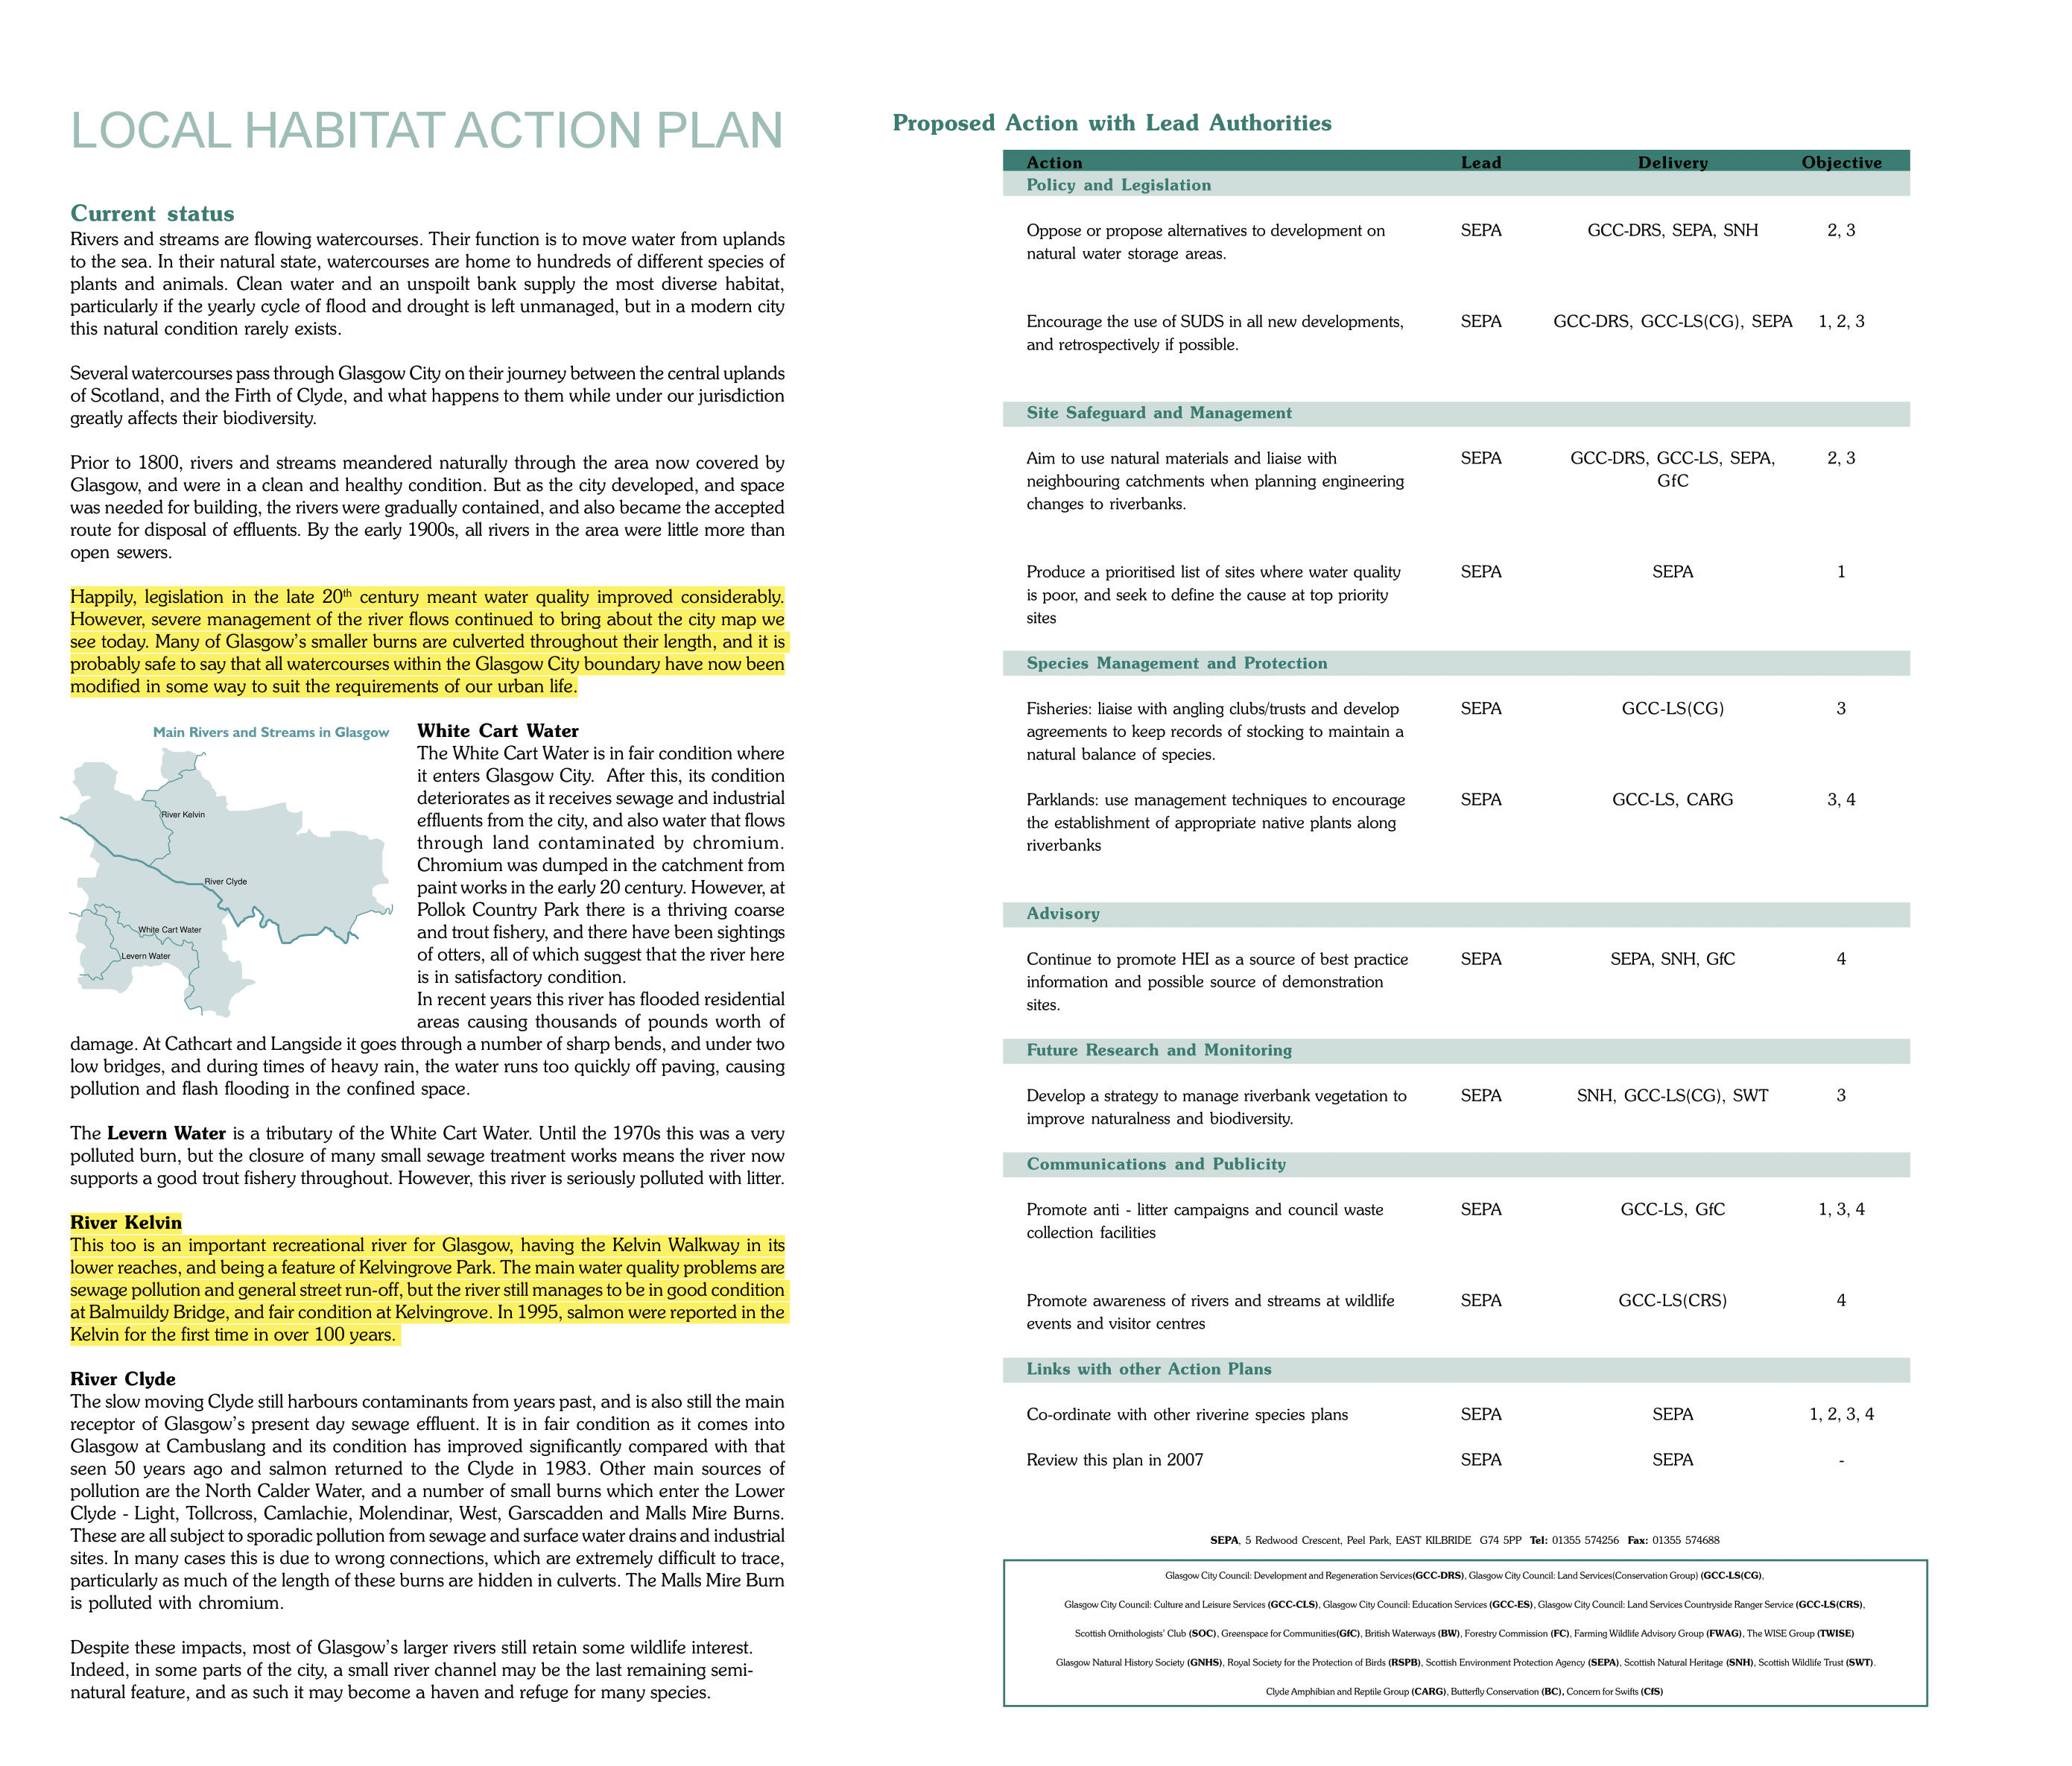 LOCAL HABITAT ACTION PLAN
Current status
Rivers and streams are flowing watercourses. Their function is to move water from uplands
to the sea. In their natural state, watercourses are home to hundreds of different species of
plants and animals. Clean water and an unspoilt bank supply the most diverse habitat,
particularly if the yearly cycle of flood and drought is left unmanaged, but in a modern city
this natural condition rarely exists.
Several watercourses pass through Glasgow City on their journey between the central uplands
of Scotland, and the Firth of Clyde, and what happens to them while under our jurisdiction
greatly affects their biodiversity.
Prior to 1800, rivers and streams meandered naturally through the area now covered by
Glasgow, and were in a clean and healthy condition. But as the city developed, and space
was needed for building, the rivers were gradually contained, and also became the accepted
route for disposal of effluents. By the early 1900s, all rivers in the area were little more than
open sewers.
Happily, legislation in the late 20th century meant water quality improved considerably.
However, severe management of the river flows continued to bring about the city map we
see today. Many of Glasgow's smaller burns are culverted throughout their length, and it is
probably safe to say that all watercourses within the Glasgow City boundary have now been
modified in some way to suit the requirements of our urban life.
Main Rivers and Streams in Glasgow
River Kelvin
River Clyde
White Cart Water
Levern Water
White Cart Water
The White Cart Water is in fair condition where
it enters Glasgow City. After this, its condition
deteriorates as it receives sewage and industrial
effluents from the city, and also water that flows
through land contaminated by chromium.
Chromium was dumped in the catchment from
paint works in the early 20 century. However, at
Pollok Country Park there is a thriving coarse
and trout fishery, and there have been sightings
of otters, all of which suggest that the river here
is in satisfactory condition.
In recent years this river has flooded residential
areas causing thousands of pounds worth of
damage. At Cathcart and Langside it goes through a number of sharp bends, and under two
low bridges, and during times of heavy rain, the water runs too quickly off paving, causing
pollution and flash flooding in the confined space.
The Levern Water is a tributary of the White Cart Water. Until the 1970s this was a very
polluted burn, but the closure of many small sewage treatment works means the river now
supports a good trout fishery throughout. However, this river is seriously polluted with litter.
River Kelvin
This too is an important recreational river for Glasgow, having the Kelvin Walkway in its
lower reaches, and being a feature of Kelvingrove Park. The main water quality problems are
sewage pollution and general street run-off, but the river still manages to be in good condition
at Balmuildy Bridge, and fair condition at Kelvingrove. In 1995, salmon were reported in the
Kelvin for the first time in over 100 years.
River Clyde
The slow moving Clyde still harbours contaminants from years past, and is also still the main
receptor of Glasgow's present day sewage effluent. It is in fair condition as it comes into
Glasgow at Cambuslang and its condition has improved significantly compared with that
seen 50 years ago and salmon returned to the Clyde in 1983. Other main sources of
pollution are the North Calder Water, and a number of small burns which enter the Lower
Clyde - Light, Tollcross, Camlachie, Molendinar, West, Garscadden and Malls Mire Burns.
These are all subject to sporadic pollution from sewage and surface water drains and industrial
sites. In many cases this is due to wrong connections, which are extremely difficult to trace,
particularly as much of the length of these burns are hidden in culverts. The Malls Mire Burn
is polluted with chromium.
Despite these impacts, most of Glasgow's larger rivers still retain some wildlife interest.
Indeed, in some parts of the city, a small river channel may be the last remaining semi-
natural feature, and as such it may become a haven and refuge for many species.
Proposed Action with Lead Authorities
Action Lead Delivery Objective
Policy and Legislation
Oppose or propose alternatives to development on SEPA GCC-DRS, SEPA, SNH 2, 3
natural water storage areas.
Encourage the use of SUDS in all new developments, SEPA GCC-DRS, GCC-LS(CG), SEPA 1, 2, 3
and retrospectively if possible.
Site Safeguard and Management
Aim to use natural materials and liaise with SEPA GCC-DRS, GCC-LS, SEPA, 2, 3
neighbouring catchments when planning engineering GfC
changes to riverbanks.
Produce a prioritised list of sites where water quality SEPA SEPA 1
is poor, and seek to define the cause at top priority
sites
Species Management and Protection
Fisheries: liaise with angling clubs/trusts and develop SEPA GCC-LS(CG) 3
agreements to keep records of stocking to maintain a
natural balance of species.
Parklands: use management techniques to encourage SEPA GCC-LS, CARG 3, 4
the establishment of appropriate native plants along
riverbanks
Advisory
Continue to promote HEI as a source of best practice SEPA SEPA, SNH, GfC 4
information and possible source of demonstration
sites.
Future Research and Monitoring
Develop a strategy to manage riverbank vegetation to SEPA SNH, GCC-LS(CG), SWT 3
improve naturalness and biodiversity.
Communications and Publicity
Promote anti - litter campaigns and council waste SEPA GCC-LS, GfC 1, 3, 4
collection facilities
Promote awareness of rivers and streams at wildlife SEPA GCC-LS(CRS) 4
events and visitor centres
Links with other Action Plans
Co-ordinate with other riverine species plans SEPA SEPA 1, 2, 3, 4
Review this plan in 2007 SEPA SEPA -
SEPA, 5 Redwood Crescent, Peel Park, EAST KILBRIDE G74 5PP Tel: 01355 574256 Fax: 01355 574688
Glasgow City Council: Development and Regeneration Services(GCC-DRS), Glasgow City Council: Land Services(Conservation Group) (GCC-LS(CG),
Glasgow City Council: Culture and Leisure Services (GCC-CLS), Glasgow City Council: Education Services (GCC-ES), Glasgow City Council: Land Services Countryside Ranger Service (GCC-LS(CRS),
Scottish Ornithologists' Club (SOC), Greenspace for Communities(GfC), British Waterways (BW), Forestry Commission (FC), Farming Wildlife Advisory Group (FWAG), The WISE Group (TWISE)
Glasgow Natural History Society (GNHS), Royal Society for the Protection of Birds (RSPB), Scottish Environment Protection Agency (SEPA), Scottish Natural Heritage (SNH), Scottish Wildlife Trust (SWT).
Clyde Amphibian and Reptile Group (CARG), Butterfly Conservation (BC), Concern for Swifts (CfS)